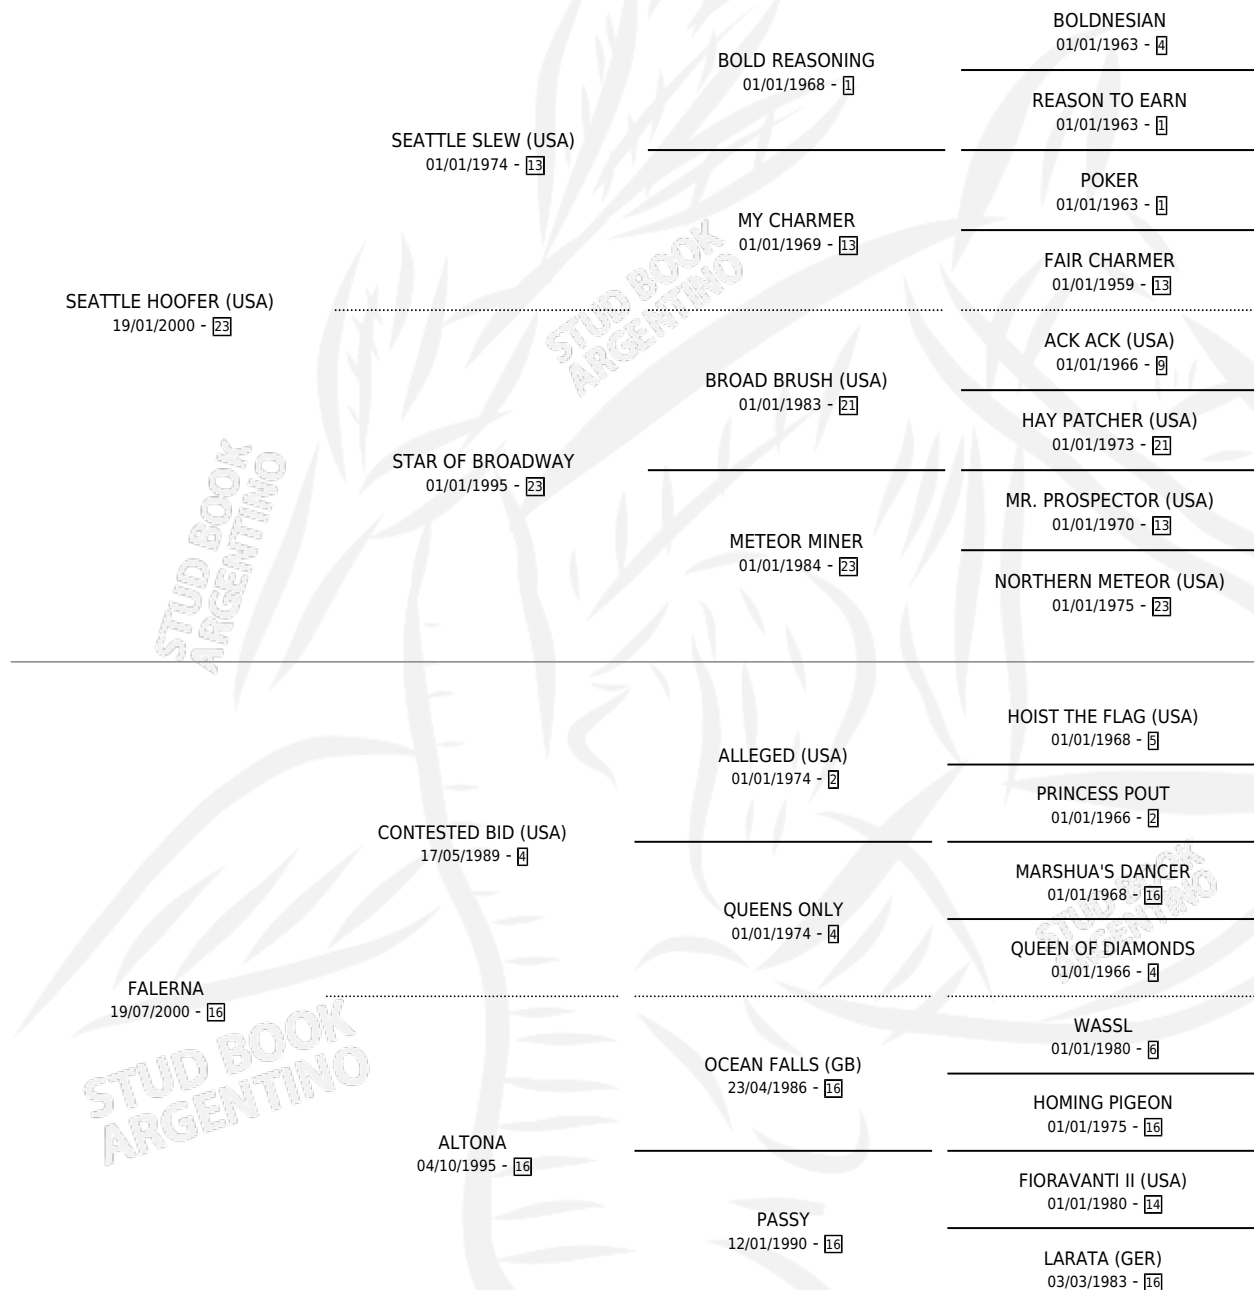 SEATTLE HOOFER (USA)
19/01/2000 - 23
SEATTLE SLEW (USA)
01/01/1974 - 13
STAR OF BROADWAY
01/01/1995 - 23
BOLD REASONING
01/01/1968 - 1
MY CHARMER
01/01/1969 - 13
BROAD BRUSH (USA)
01/01/1983 - 21
METEOR MINER
01/01/1984 - 23
BOLDNESIAN
01/01/1963 - 4
REASON TO EARN
01/01/1963 - 1
POKER
01/01/1963 - 1
FAIR CHARMER
01/01/1959 - 13
ACK ACK (USA)
01/01/1966 - 9
HAY PATCHER (USA)
01/01/1973 - 21
MR. PROSPECTOR (USA)
01/01/1970 - 13
NORTHERN METEOR (USA)
01/01/1975 - 23
FALERNA
19/07/2000 - 16
CONTESTED BID (USA)
17/05/1989 - 4
ALTONA
04/10/1995 - 16
ALLEGED (USA)
01/01/1974 - 2
QUEENS ONLY
01/01/1974 - 4
OCEAN FALLS (GB)
23/04/1986 - 16
PASSY
12/01/1990 - 16
HOIST THE FLAG (USA)
01/01/1968 - 5
PRINCESS POUT
01/01/1966 - 2
MARSHUA'S DANCER
01/01/1968 - 16
QUEEN OF DIAMONDS
01/01/1966 - 4
WASSL
01/01/1980 - 6
HOMING PIGEON
01/01/1975 - 16
FIORAVANTI II (USA)
01/01/1980 - 14
LARATA (GER)
03/03/1983 - 16
STUD BOOK
ARGENTINO
STUD BOOK
ARGENTINO
STUD BOOK
ARGENTINO
STUD BOOK
ARGENTINO